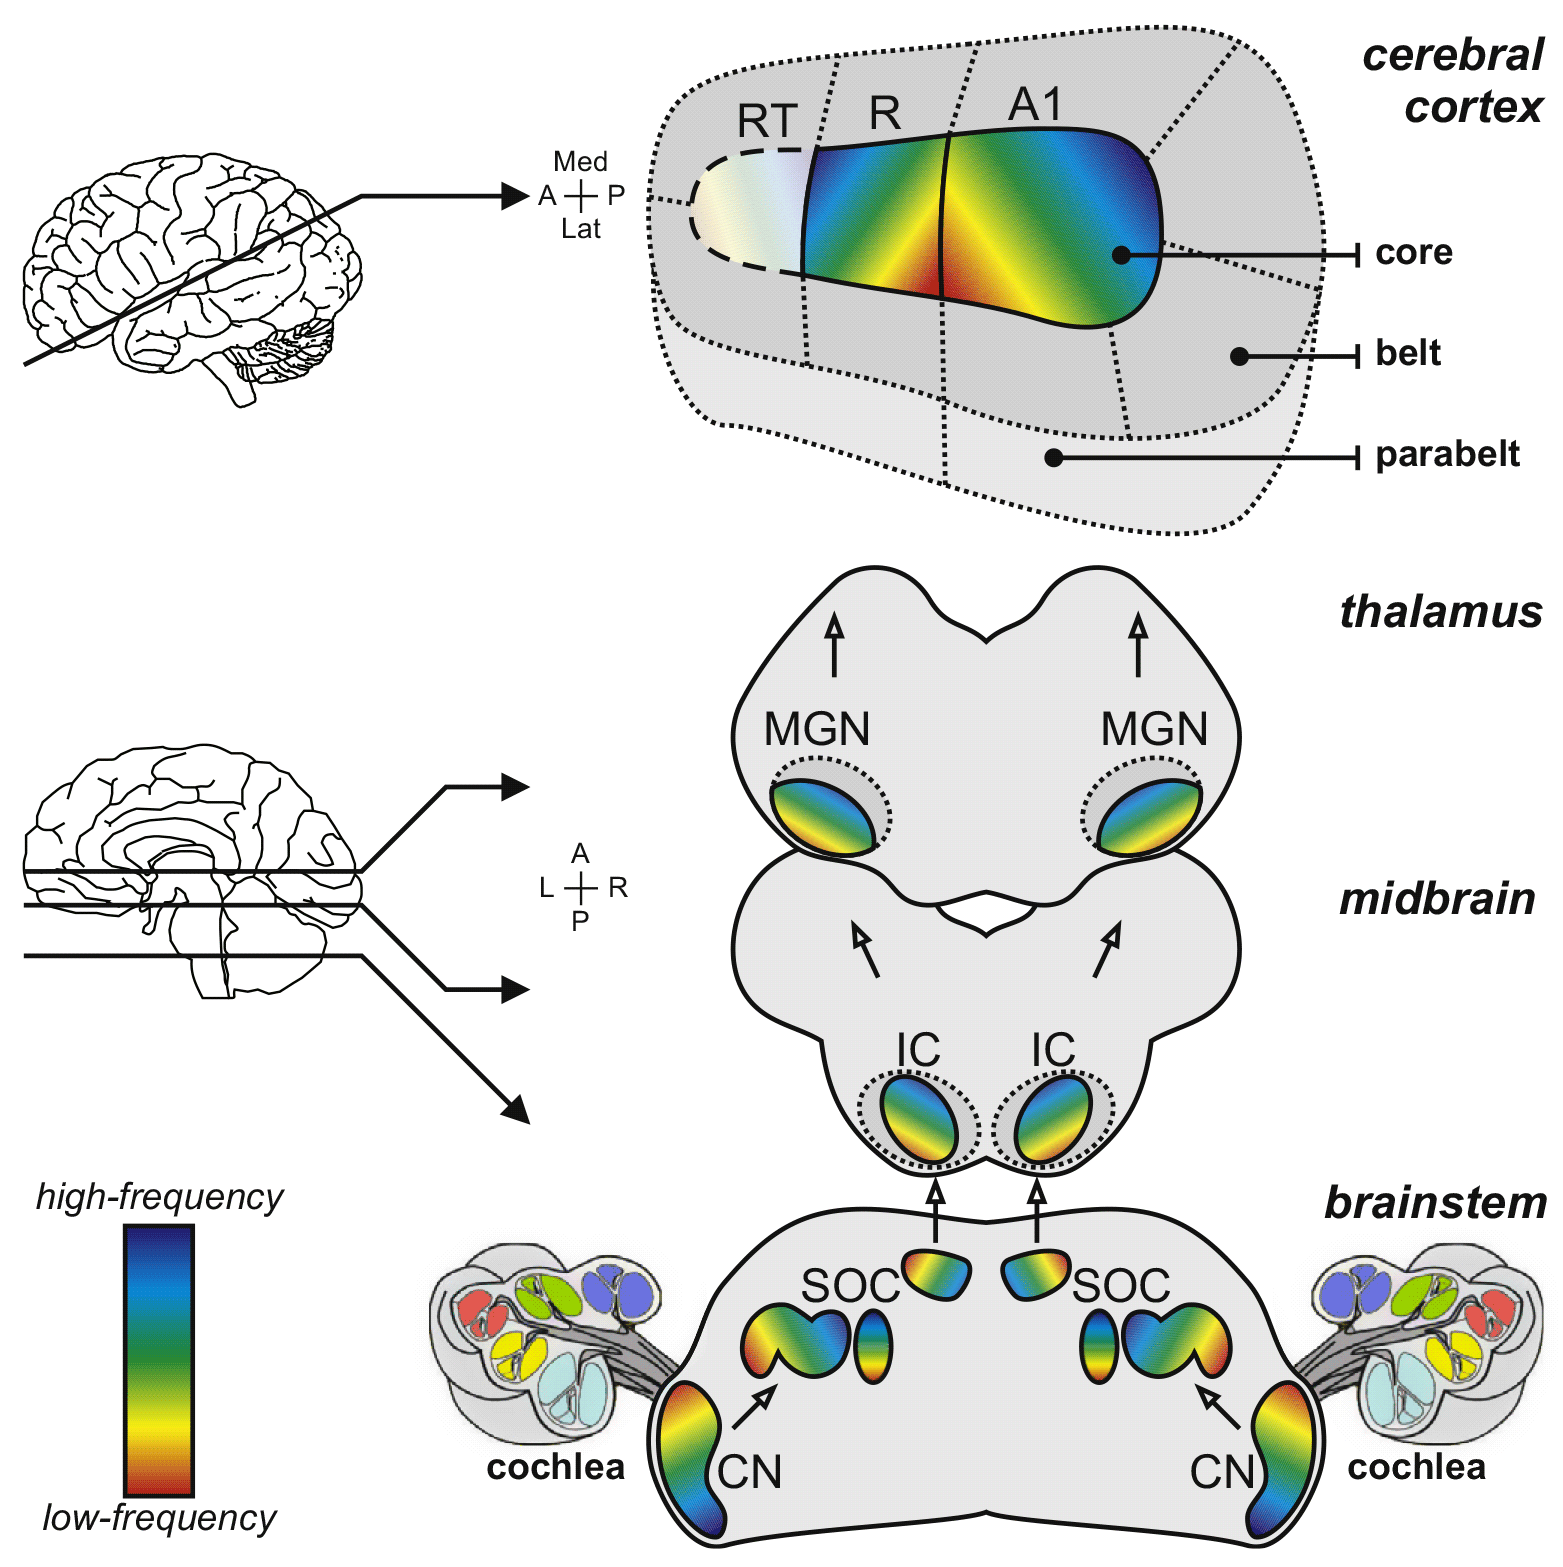 cerebral
cortex
RT
R
A1
Med
A P
Lat
core
belt
parabelt
thalamus
MGN
MGN
midbrain
A
L R
P
IC
IC
high-frequency
brainstem
SOC
SOC
CN
CN
cochlea
cochlea
low-frequency